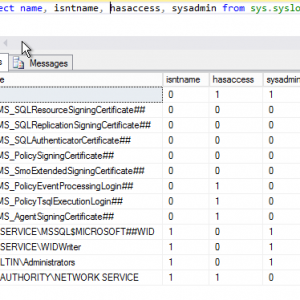 ect name, isntname, hasaccess, sysadmin from sys.syslo
s Messages
e isntname hasaccess sysadmin
0 1 1
MS_SQLResourceSigningCertificate## 0 0 0
MS_SQLReplicationSigningCertificate## 0 0 0
MS_SQLAuthenticatorCertificate## 0 0 0
MS_PolicySigningCertificate## 0 0 0
MS_SmoExtendedSigningCertificate## 0 0 0
MS_PolicyEventProcessingLogin## 0 1 0
MS_PolicyTsqlExecutionLogin## 0 1 0
MS_AgentSigningCertificate## 0 1 0
SERVICE\MSSQL$MICROSOFT##WID 1 0 1
SERVICE\WIDWriter 1 0 1
LTIN\Administrators 1 0 1
AUTHORITY\NETWORK SERVICE 1 1 0